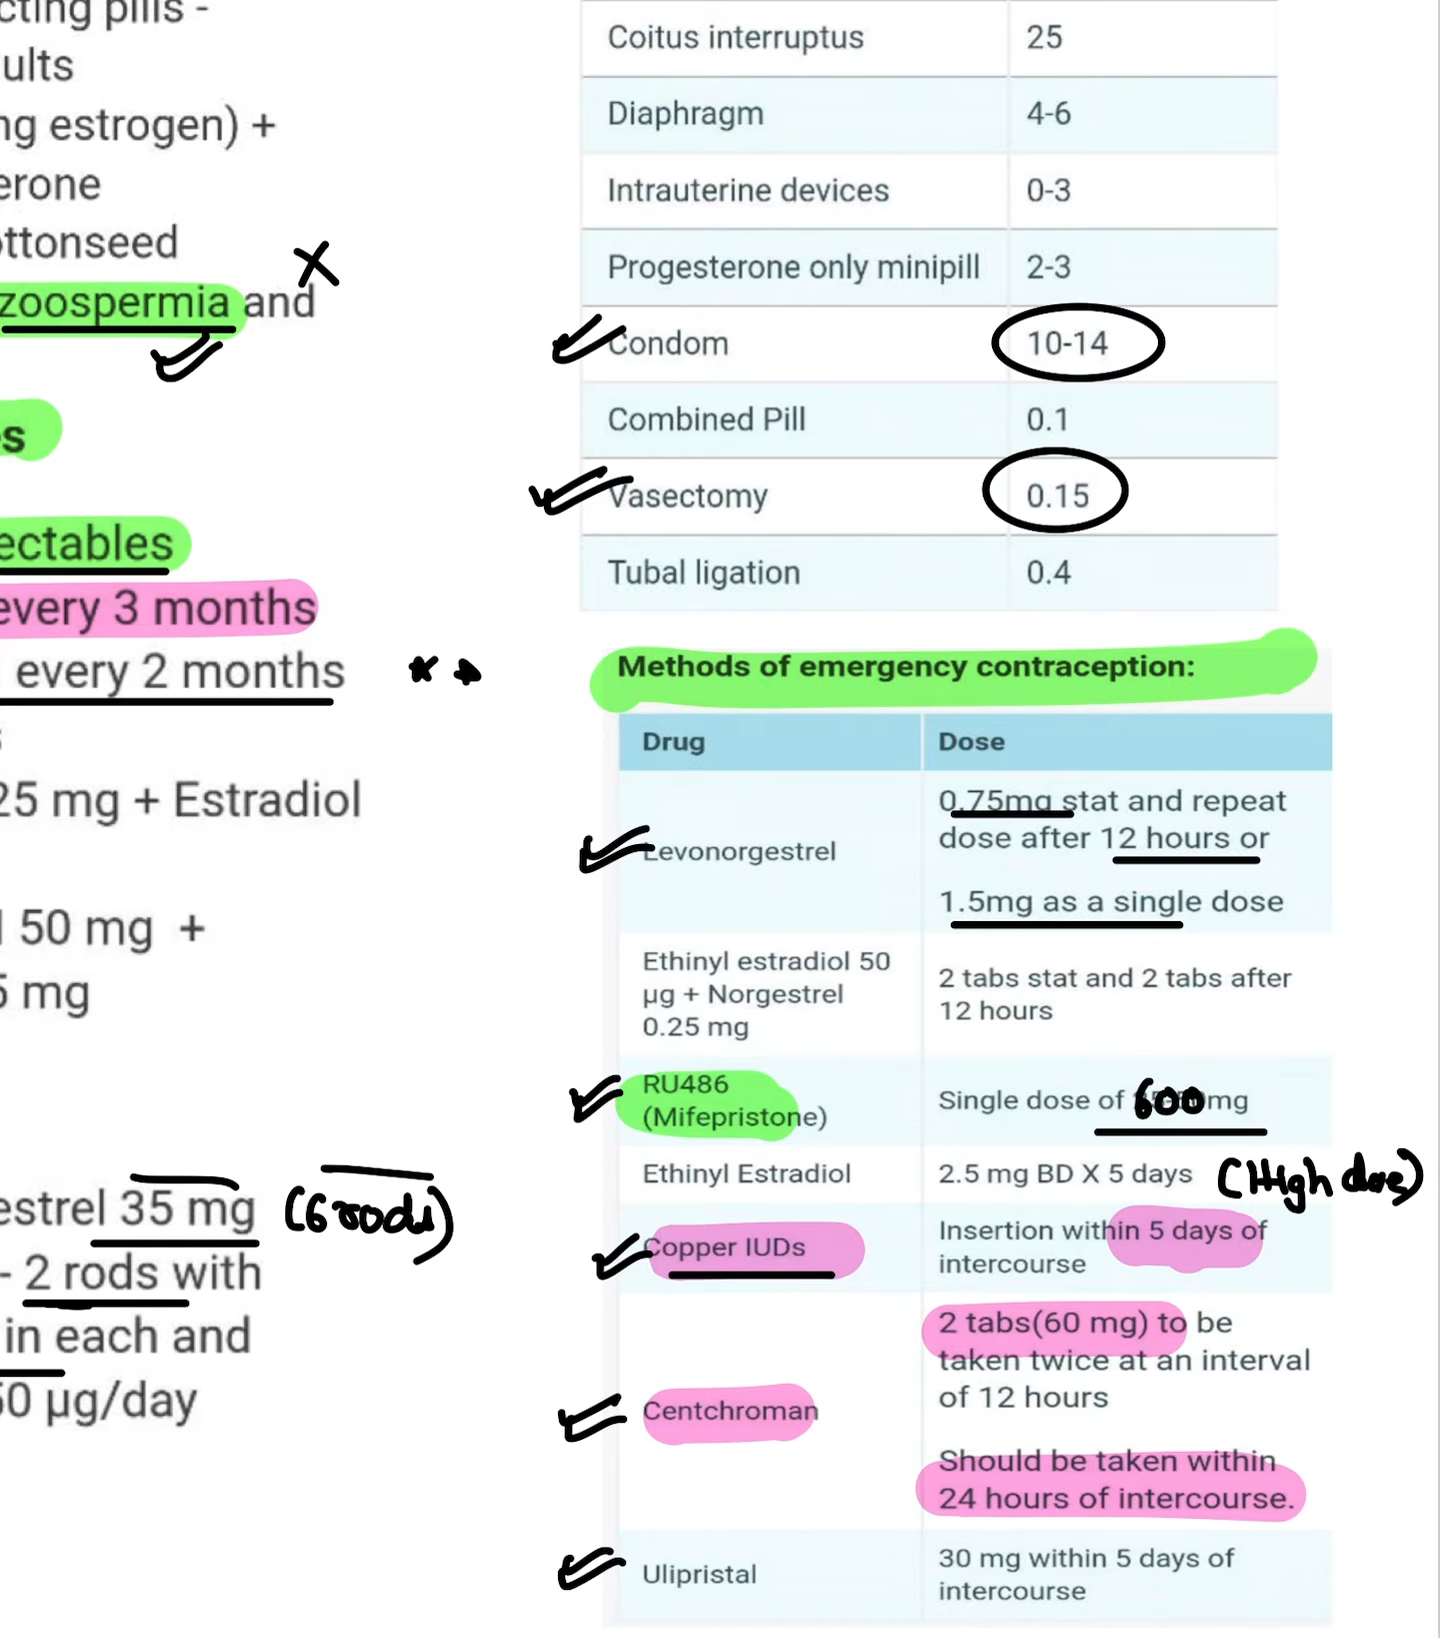 cting pills -
ults
ng estrogen) +
erone
ottonseed
zoospermia and
s
ectables
every 3 months
every 2 months
25 mg + Estradiol
50 mg +
5 mg
estrel 35 mg (6 rods)
- 2 rods with
in each and
50 µg/day
Coitus interruptus 25
Diaphragm 4-6
Intrauterine devices 0-3
Progesterone only minipill 2-3
Condom 10-14
Combined Pill 0.1
Vasectomy 0.15
Tubal ligation 0.4
Methods of emergency contraception:
Drug Dose
Levonorgestrel
0.75mg stat and repeat
dose after 12 hours or
1.5mg as a single dose
Ethinyl estradiol 50
µg + Norgestrel
0.25 mg
2 tabs stat and 2 tabs after
12 hours
RU486
(Mifepristone)
Single dose of 600 mg
Ethinyl Estradiol 2.5 mg BD X 5 days (High dose)
Copper IUDs
Insertion within 5 days of
intercourse
Centchroman
2 tabs(60 mg) to be
taken twice at an interval
of 12 hours
Should be taken within
24 hours of intercourse.
Ulipristal
30 mg within 5 days of
intercourse